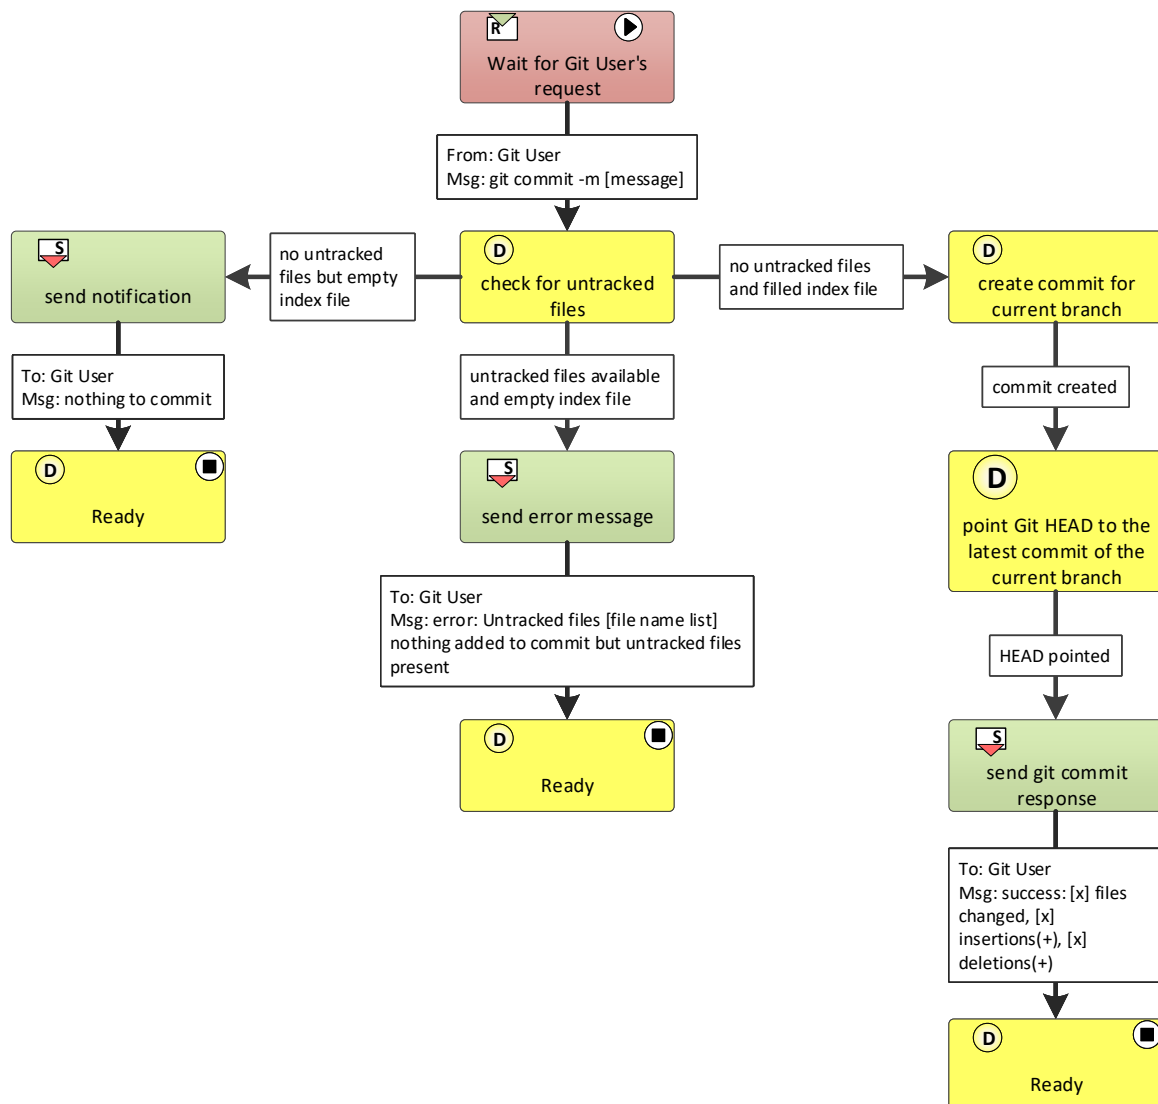 R
Wait for Git User's
request
From: Git User
Msg: git commit -m [message]
S
send notification
no untracked
files but empty
index file
D
check for untracked
files
no untracked files
and filled index file
D
create commit for
current branch
To: Git User
Msg: nothing to commit
untracked files available
and empty index file
commit created
D
Ready
S
send error message
D
point Git HEAD to the
latest commit of the
current branch
To: Git User
Msg: error: Untracked files [file name list]
nothing added to commit but untracked files
present
HEAD pointed
D
Ready
S
send git commit
response
To: Git User
Msg: success: [x] files
changed, [x]
insertions(+), [x]
deletions(+)
D
Ready